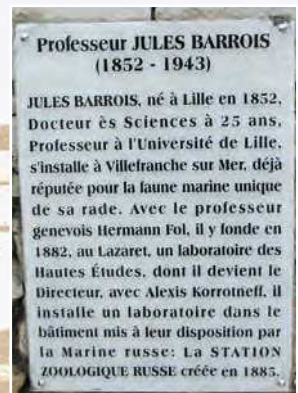 Professeur JULES BARROIS
(1852 - 1943)
JULES BARROIS, né à Lille en 1852,
Docteur ès Sciences à 25 ans,
Professeur à l'Université de Lille,
s'installe à Villefranche sur Mer, déjà
réputée pour la faune marine unique
de sa rade. Avec le professeur
genevois Hermann Fol, il y fonde en
1882, au Lazaret, un laboratoire des
Hautes Études, dont il devient le
Directeur, avec Alexis Korrotneff, il
installe un laboratoire dans le
bâtiment mis à leur disposition par
la Marine russe: La STATION
ZOOLOGIQUE RUSSE créée en 1885.